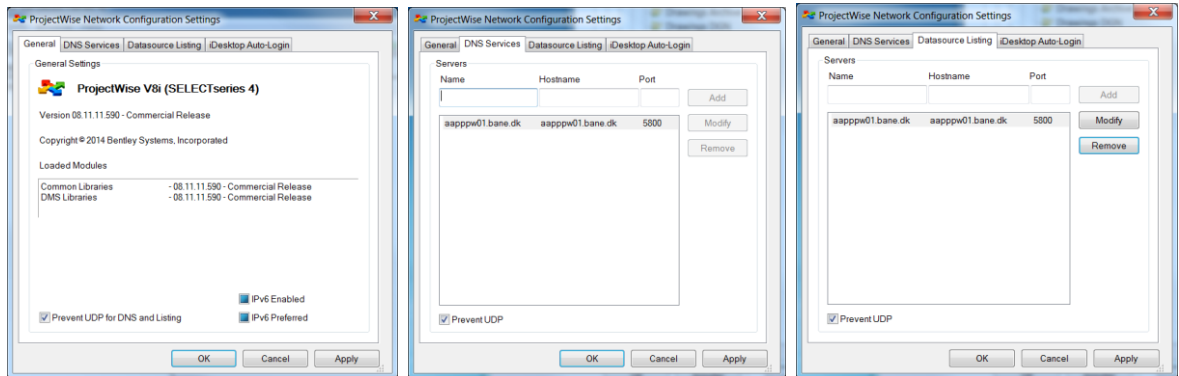 ProjectWise Network Configuration Settings
General DNS Services Datasource Listing iDesktop Auto-Login
General Settings
ProjectWise V8i (SELECTseries 4)
Version 08.11.11.590 - Commercial Release
Copyright © 2014 Bentley Systems, Incorporated
Loaded Modules
Common Libraries - 08.11.11.590 - Commercial Release
DMS Libraries - 08.11.11.590 - Commercial Release
IPv6 Enabled
Prevent UDP for DNS and Listing IPv6 Preferred
OK Cancel Apply
ProjectWise Network Configuration Settings
General DNS Services Datasource Listing iDesktop Auto-Login
Servers
Name Hostname Port
Add
aapppw01.bane.dk aapppw01.bane.dk 5800 Modify
Remove
Prevent UDP
OK Cancel Apply
ProjectWise Network Configuration Settings
General DNS Services Datasource Listing iDesktop Auto-Login
Servers
Name Hostname Port
Add
aapppw01.bane.dk aapppw01.bane.dk 5800 Modify
Remove
Prevent UDP
OK Cancel Apply